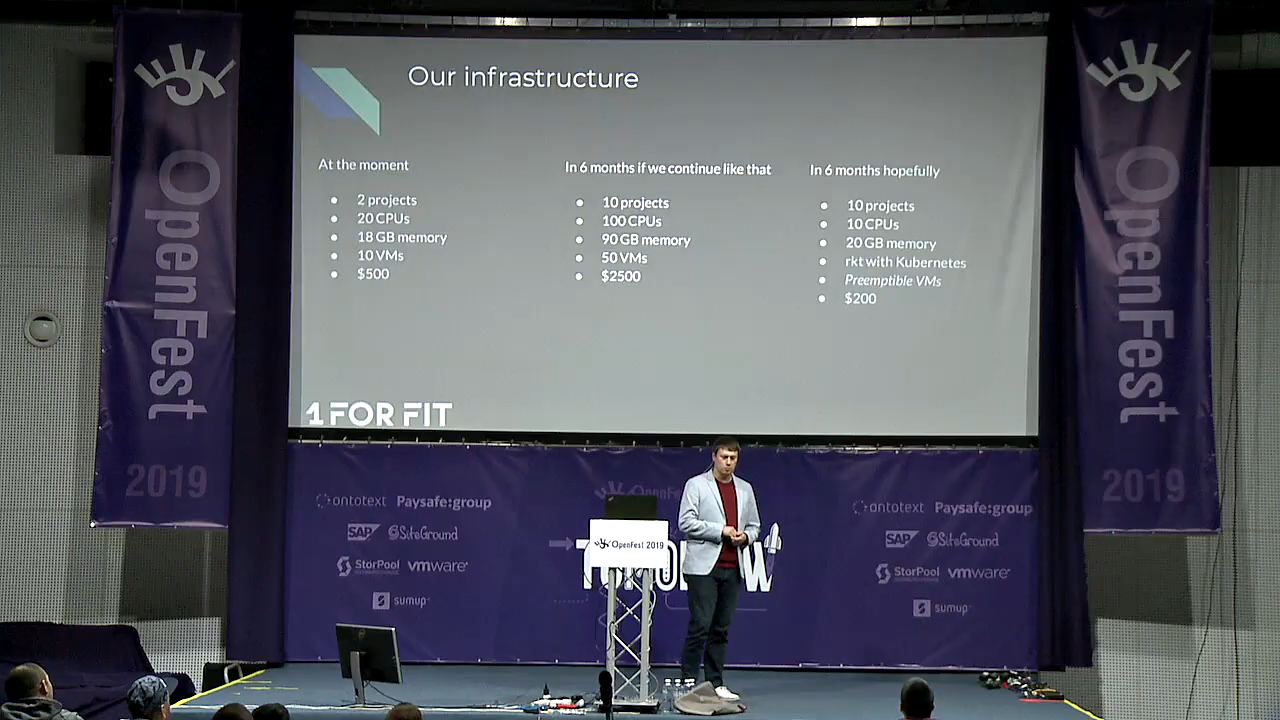 Our infrastructure
At the moment
2 projects
20 CPUs
18 GB memory
10 VMs
$500
In 6 months if we continue like that
10 projects
100 CPUs
90 GB memory
50 VMs
$2500
In 6 months hopefully
10 projects
10 CPUs
20 GB memory
rkt with Kubernetes
Preemptible VMs
$200
1 FOR FIT
OpenFest
2019
OpenFest
2019
ontotext Paysafe:group
SAP SiteGround
StorPool vmware
sumup
OpenFest 2019
ontotext Paysafe:group
SAP SiteGround
StorPool vmware
sumup